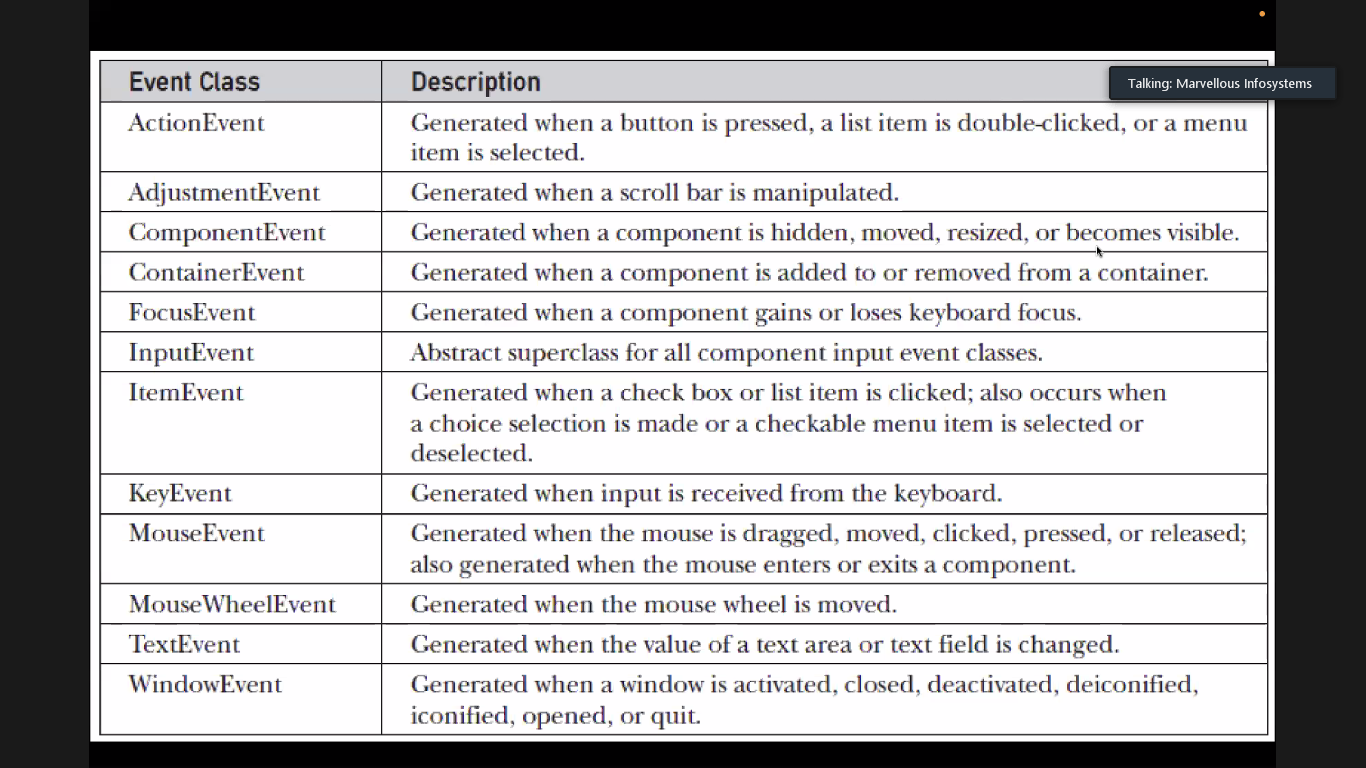 Event Class Description
Talking: Marvellous Infosystems
ActionEvent Generated when a button is pressed, a list item is double-clicked, or a menu
item is selected.
AdjustmentEvent Generated when a scroll bar is manipulated.
ComponentEvent Generated when a component is hidden, moved, resized, or becomes visible.
ContainerEvent Generated when a component is added to or removed from a container.
FocusEvent Generated when a component gains or loses keyboard focus.
InputEvent Abstract superclass for all component input event classes.
ItemEvent Generated when a check box or list item is clicked; also occurs when
a choice selection is made or a checkable menu item is selected or
deselected.
KeyEvent Generated when input is received from the keyboard.
MouseEvent Generated when the mouse is dragged, moved, clicked, pressed, or released;
also generated when the mouse enters or exits a component.
MouseWheelEvent Generated when the mouse wheel is moved.
TextEvent Generated when the value of a text area or text field is changed.
WindowEvent Generated when a window is activated, closed, deactivated, deiconified,
iconified, opened, or quit.